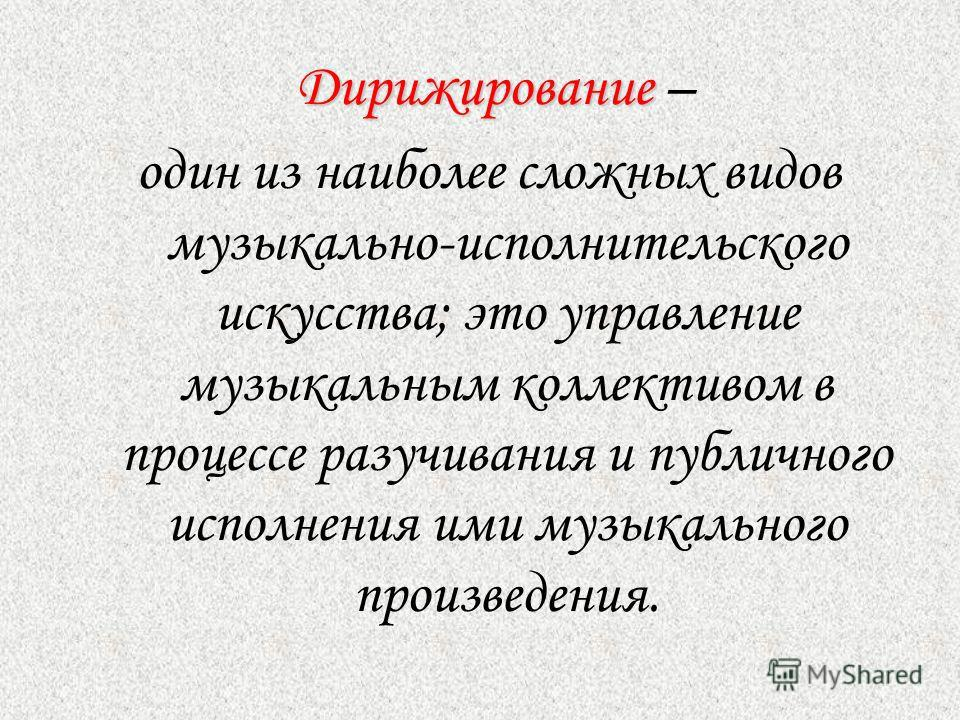 Дирижирование –
один из наиболее сложных видов
музыкально-исполнительского
искусства; это управление
музыкальным коллективом в
процессе разучивания и публичного
исполнения ими музыкального
произведения.
MyShared